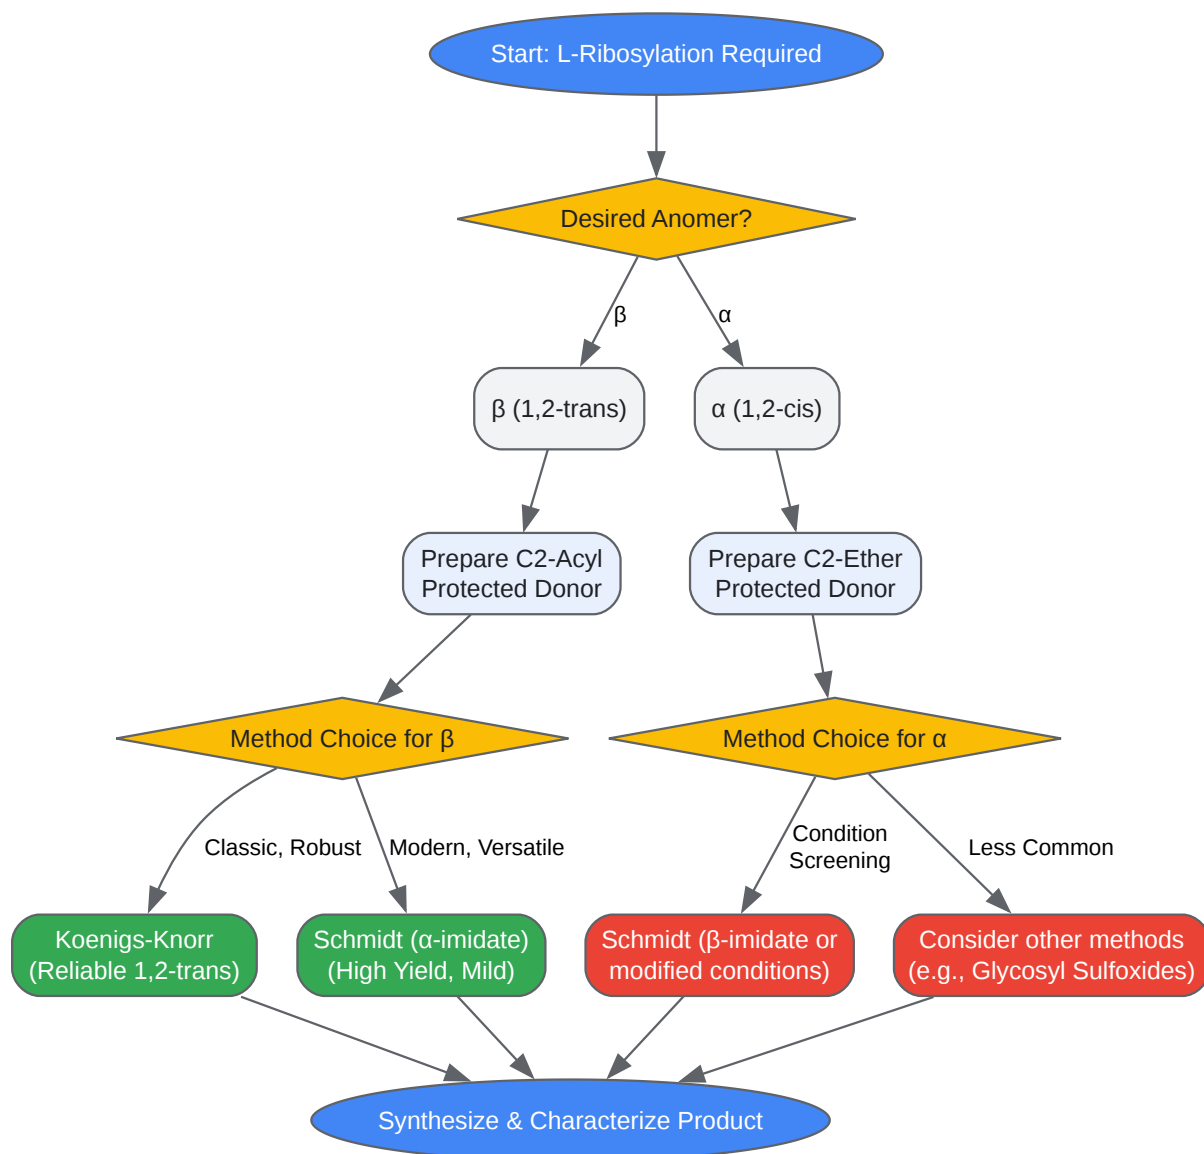 Start: L-Ribosylation Required
Desired Anomer?
β
α
β (1,2-trans)
α (1,2-cis)
Prepare C2-Acyl
Protected Donor
Prepare C2-Ether
Protected Donor
Method Choice for β
Method Choice for α
Classic, Robust
Modern, Versatile
Condition
Screening
Less Common
Koenigs-Knorr
(Reliable 1,2-trans)
Schmidt (α-imidate)
(High Yield, Mild)
Schmidt (β-imidate or
modified conditions)
Consider other methods
(e.g., Glycosyl Sulfoxides)
Synthesize & Characterize Product